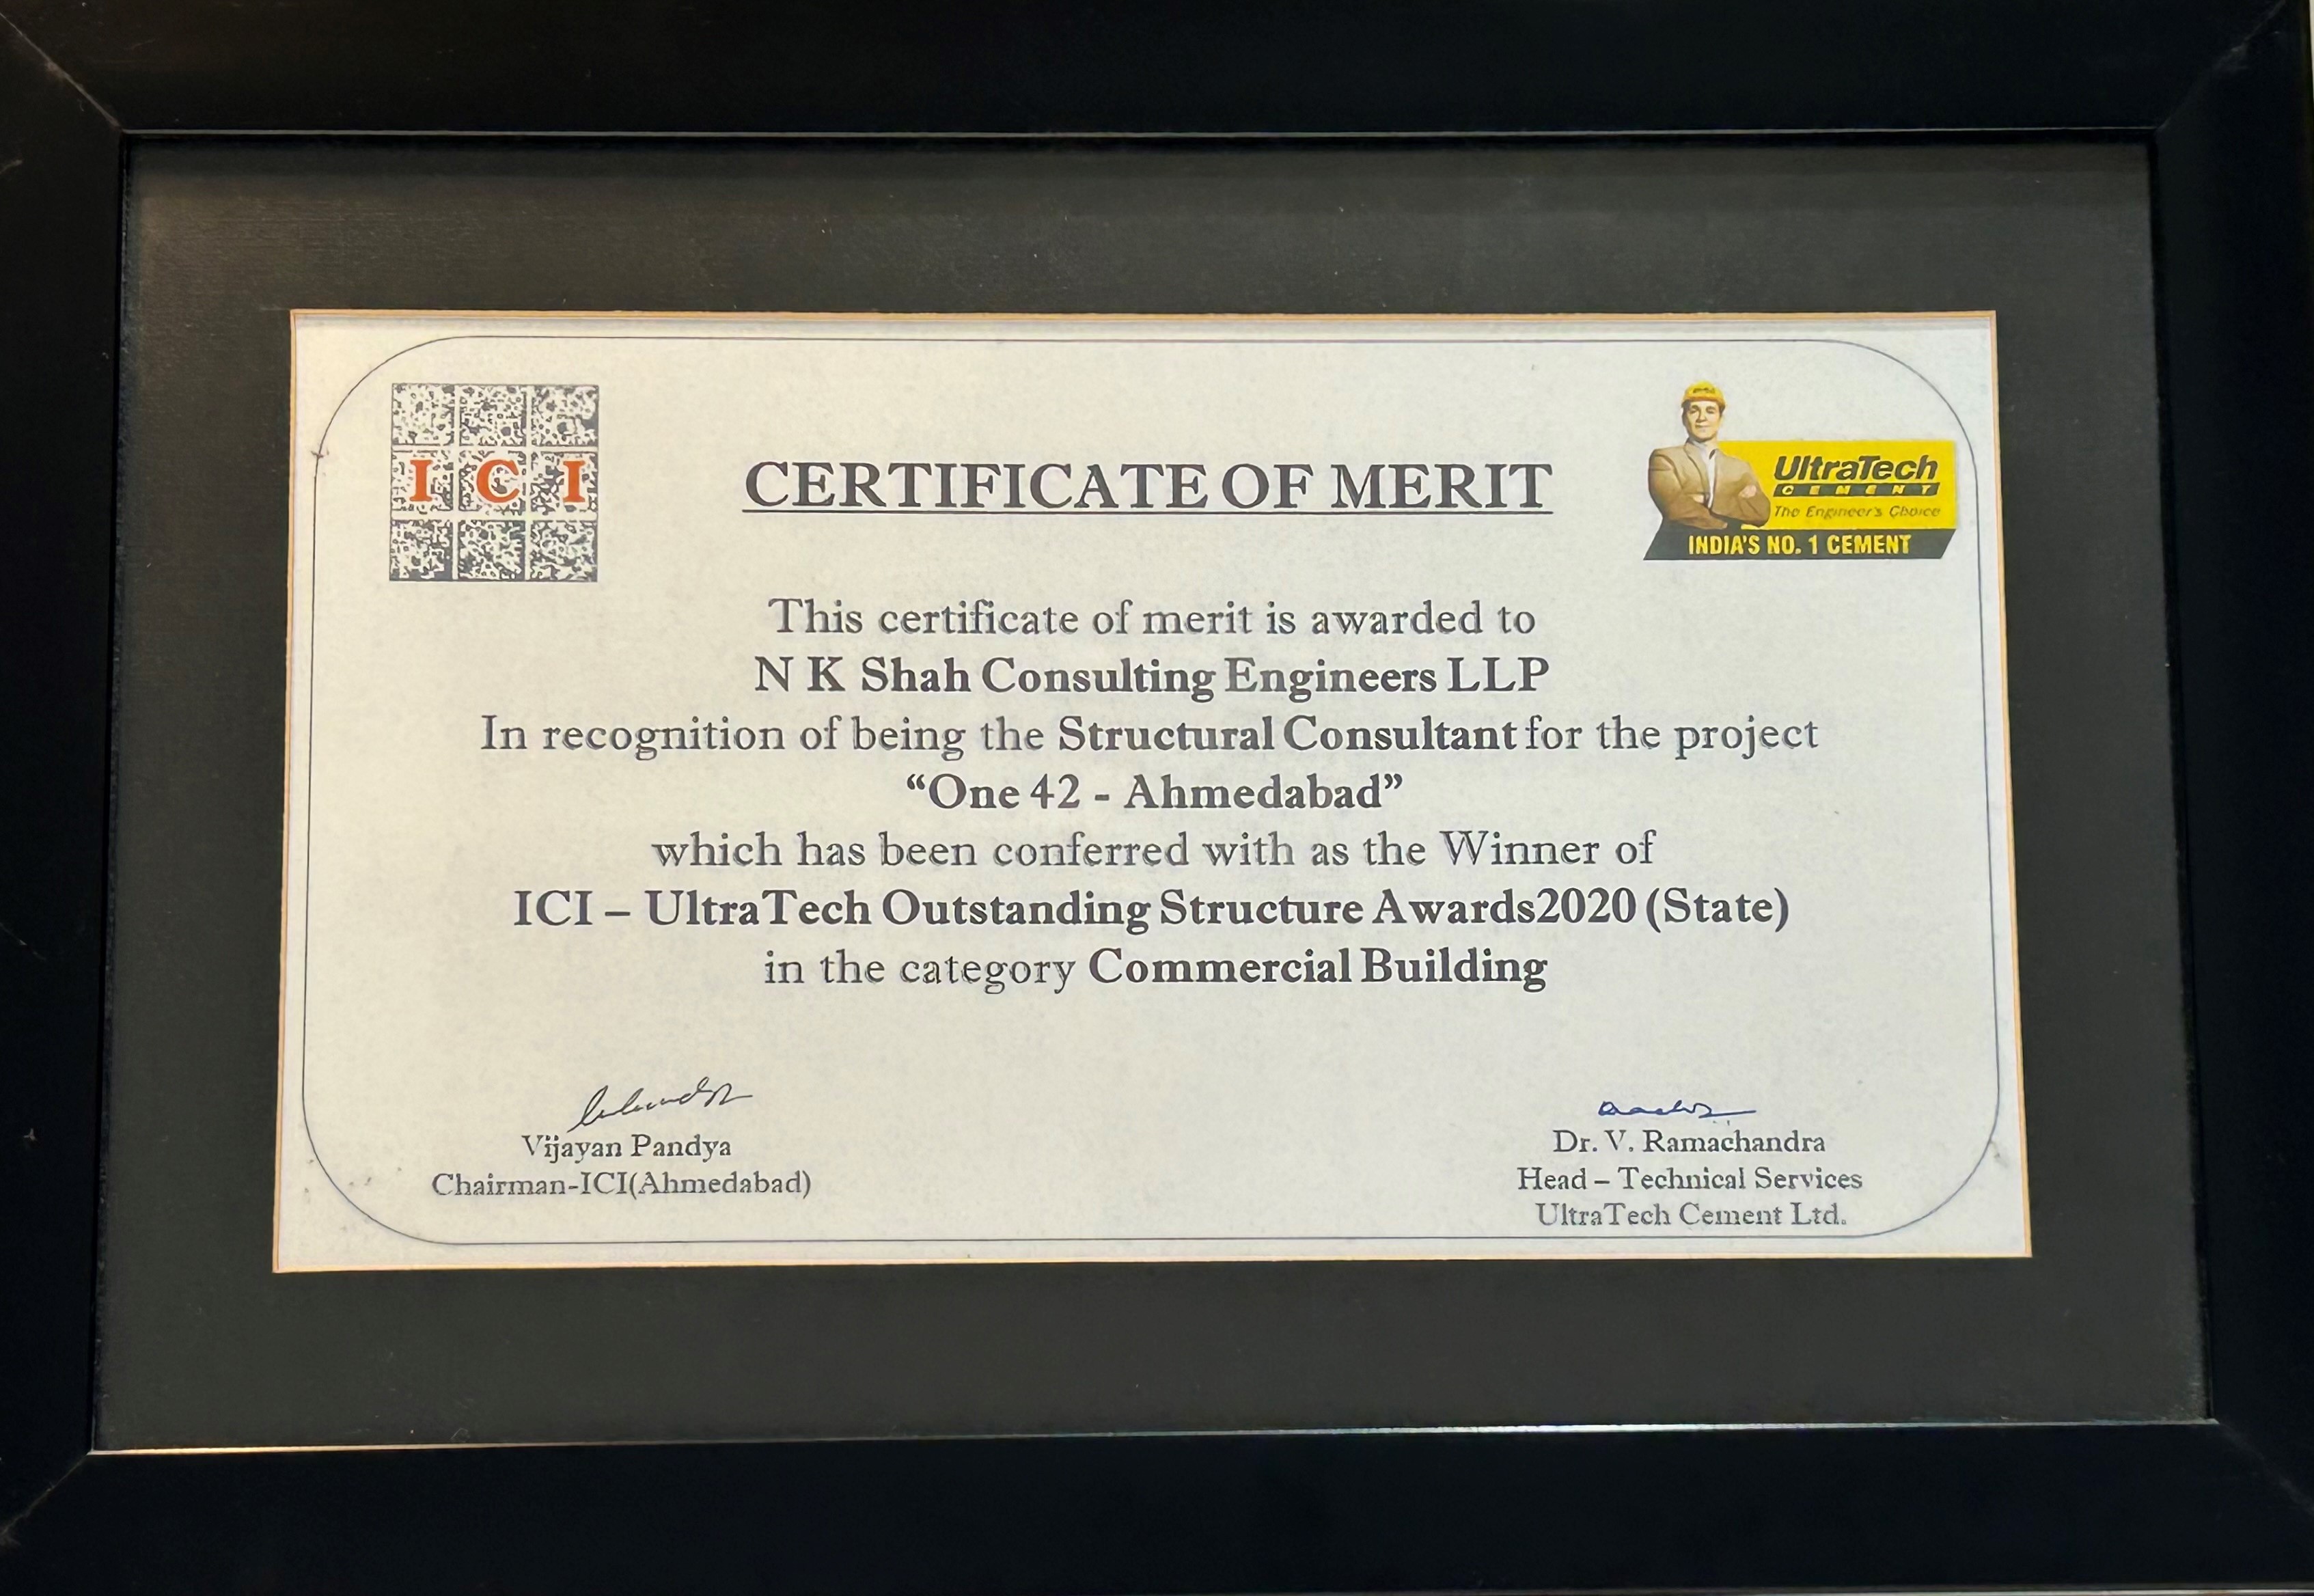 I C I
CERTIFICATE OF MERIT
UltraTech
CEMENT
The Engineer's Choice
INDIA'S NO. 1 CEMENT
This certificate of merit is awarded to
N K Shah Consulting Engineers LLP
In recognition of being the Structural Consultant for the project
“One 42 - Ahmedabad”
which has been conferred with as the Winner of
ICI – UltraTech Outstanding Structure Awards2020 (State)
in the category Commercial Building
Vijayan Pandya
Chairman-ICI(Ahmedabad)
Dr. V. Ramachandra
Head – Technical Services
UltraTech Cement Ltd.